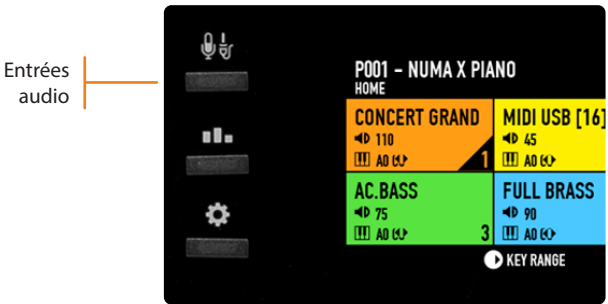 Entrées
audio
P001 - NUMA X PIANO
HOME
CONCERT GRAND
110
A0
1
MIDI USB [16]
45
A0
AC.BASS
75
A0
3
FULL BRASS
90
A0
KEY RANGE